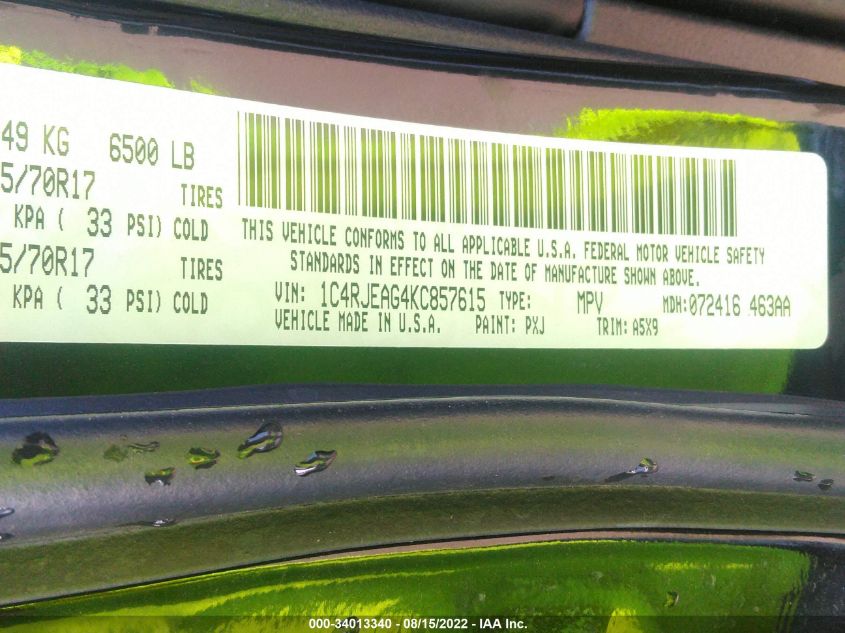 49 KG 6500 LB
5/70R17 TIRES
KPA ( 33 PSI) COLD
5/70R17 TIRES
KPA ( 33 PSI) COLD
THIS VEHICLE CONFORMS TO ALL APPLICABLE U.S.A. FEDERAL MOTOR VEHICLE SAFETY
STANDARDS IN EFFECT ON THE DATE OF MANUFACTURE SHOWN ABOVE.
VIN: 1C4RJEAG4KC857615 TYPE: MPV MDH:072416 463AA
VEHICLE MADE IN U.S.A. PAINT: PXJ TRIM: A5X9
000-34013340 - 08/15/2022 - IAA Inc.